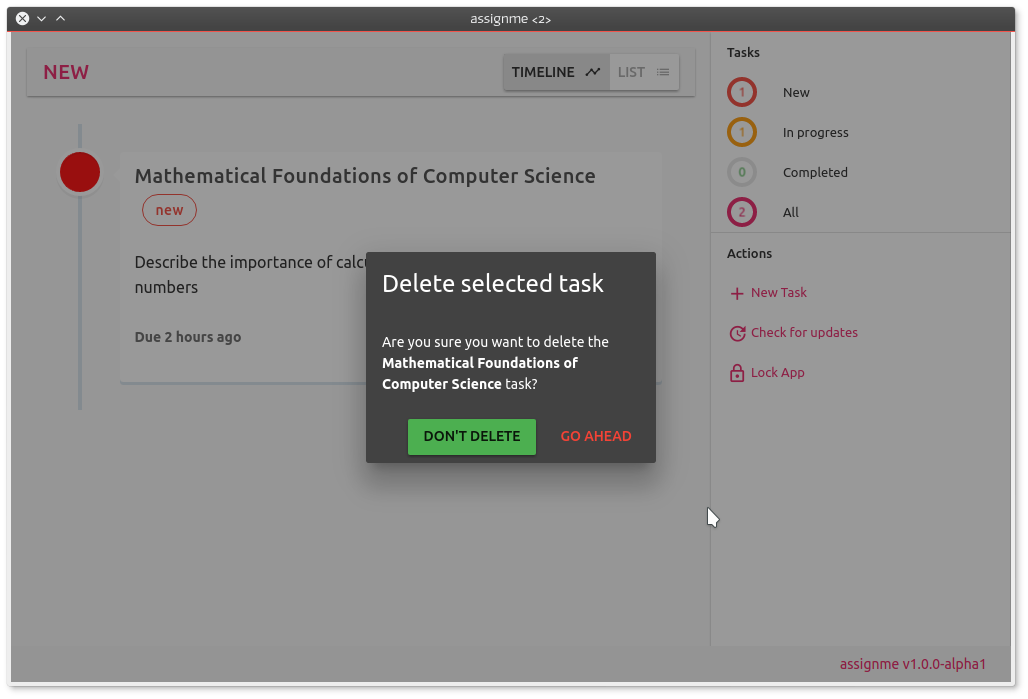 assignme <2>
NEW
TIMELINE
LIST
Mathematical Foundations of Computer Science
new
Describe the importance of
numbers
Due 2 hours ago
Delete selected task
Are you sure you want to delete the
Mathematical Foundations of
Computer Science task?
DON'T DELETE
GO AHEAD
Tasks
1 New
1 In progress
0 Completed
2 All
Actions
New Task
Check for updates
Lock App
assignme v1.0.0-alpha1